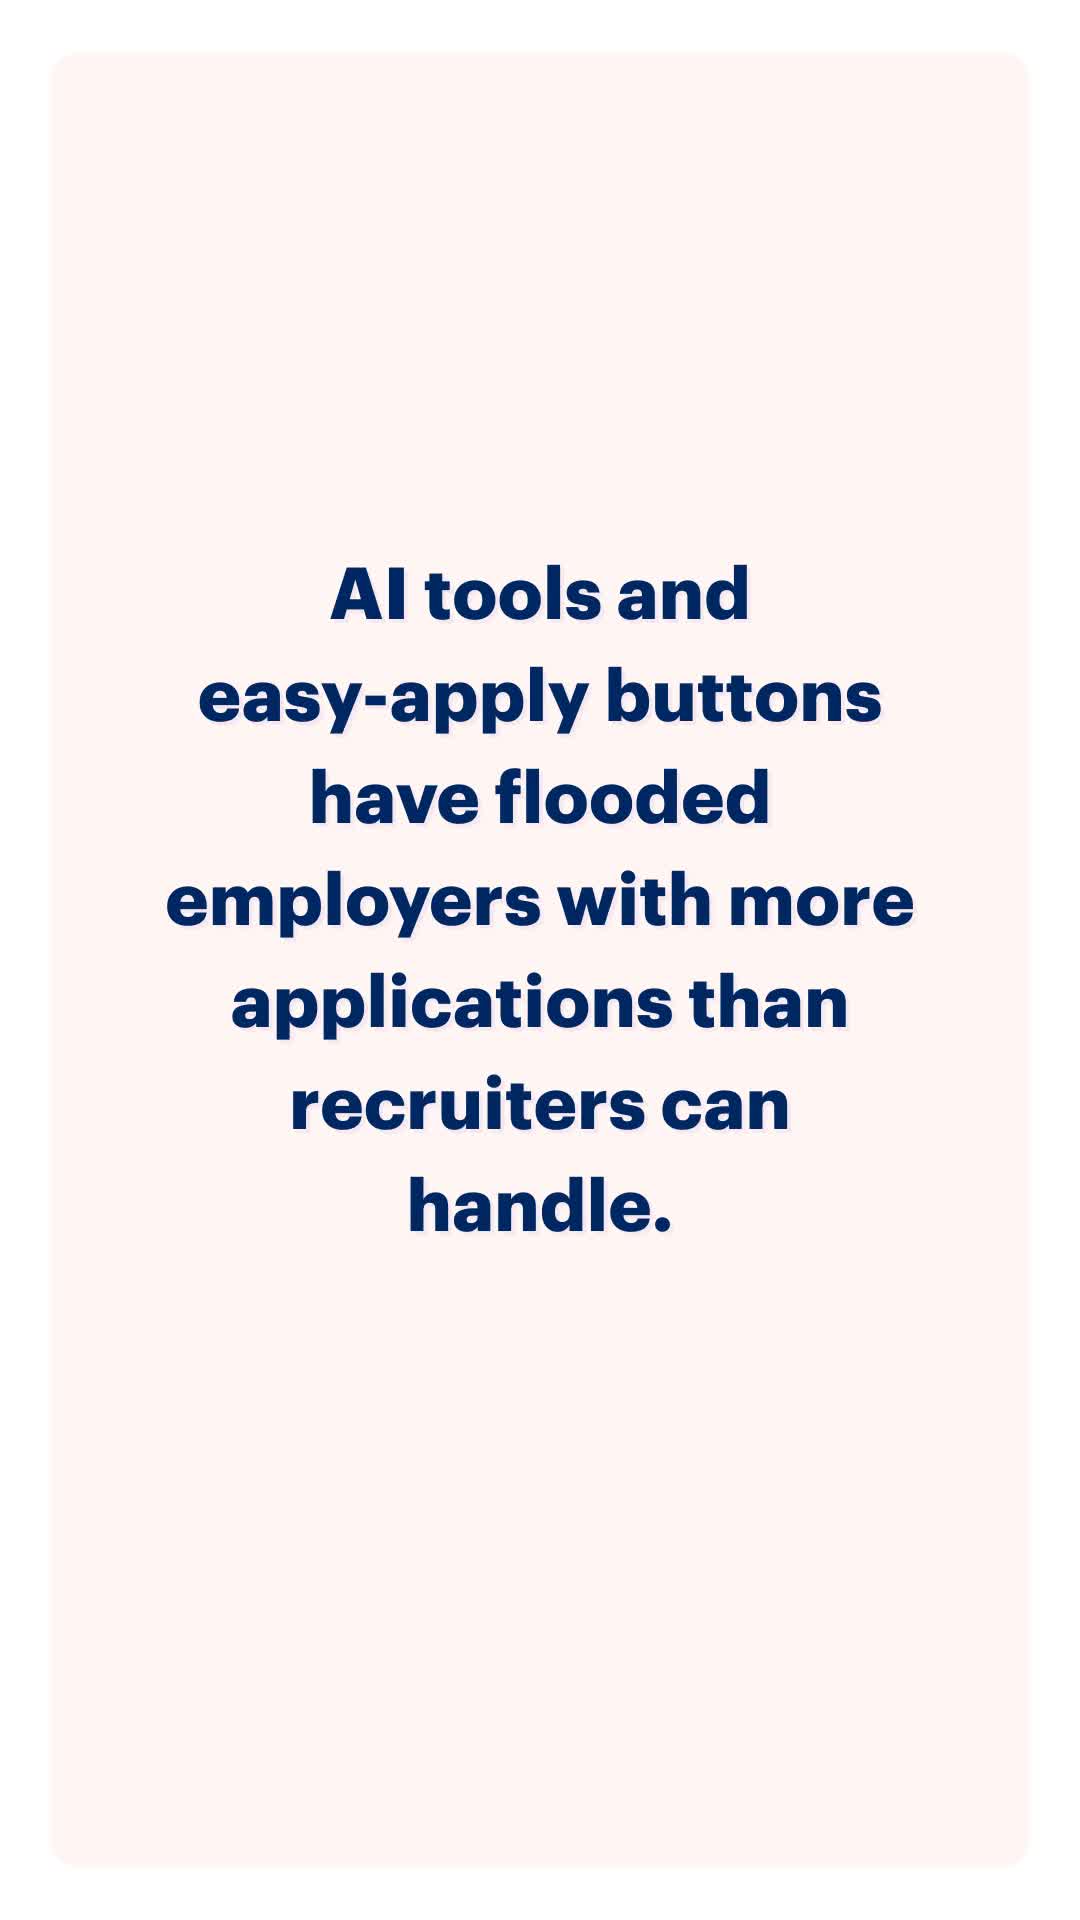 AI tools and
easy-apply buttons
have flooded
employers with more
applications than
recruiters can
handle.